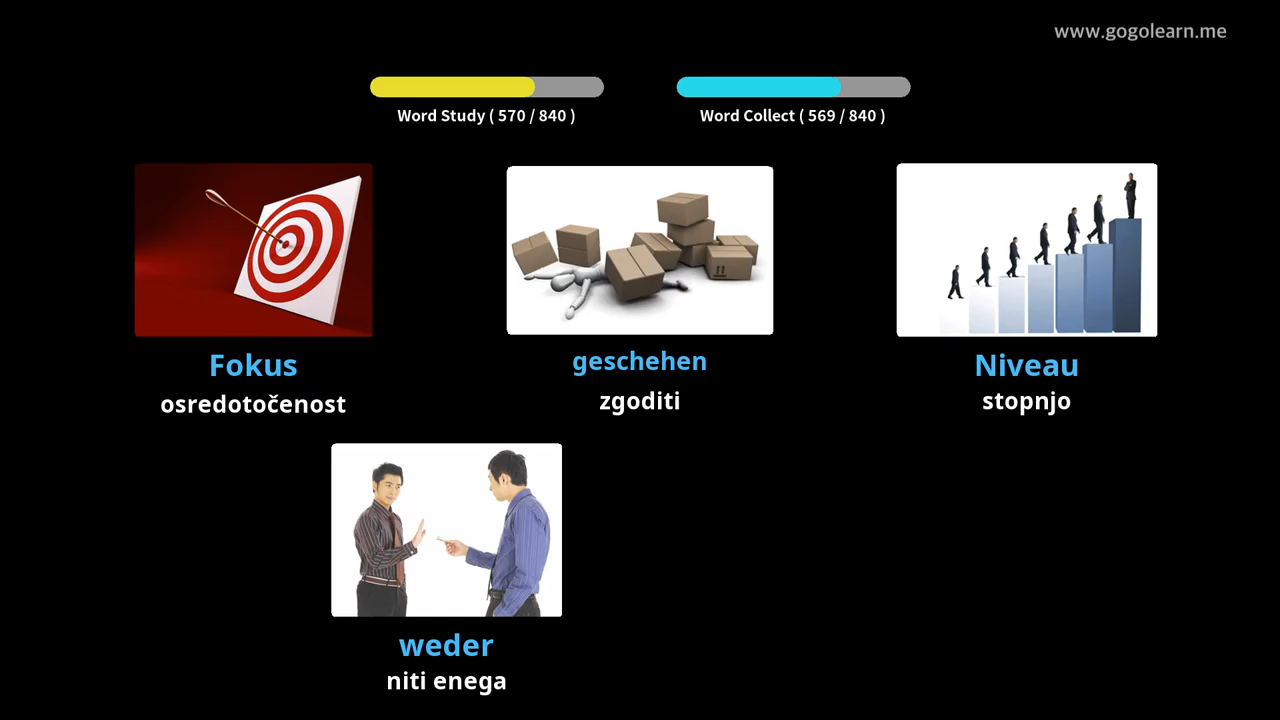 www.gogolearn.me
Word Study ( 570 / 840 )
Word Collect ( 569 / 840 )
Fokus
osredotočenost
geschehen
zgoditi
Niveau
stopnjo
weder
niti enega